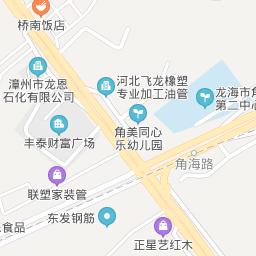 桥南饭店
漳州市龙恩
石化有限公司
河北飞龙橡塑
专业加工油管
龙海市角
第二中心
角美同心
乐幼儿园
丰泰财富广场
角海路
联塑家装管
东发钢筋
食品
正星艺红木